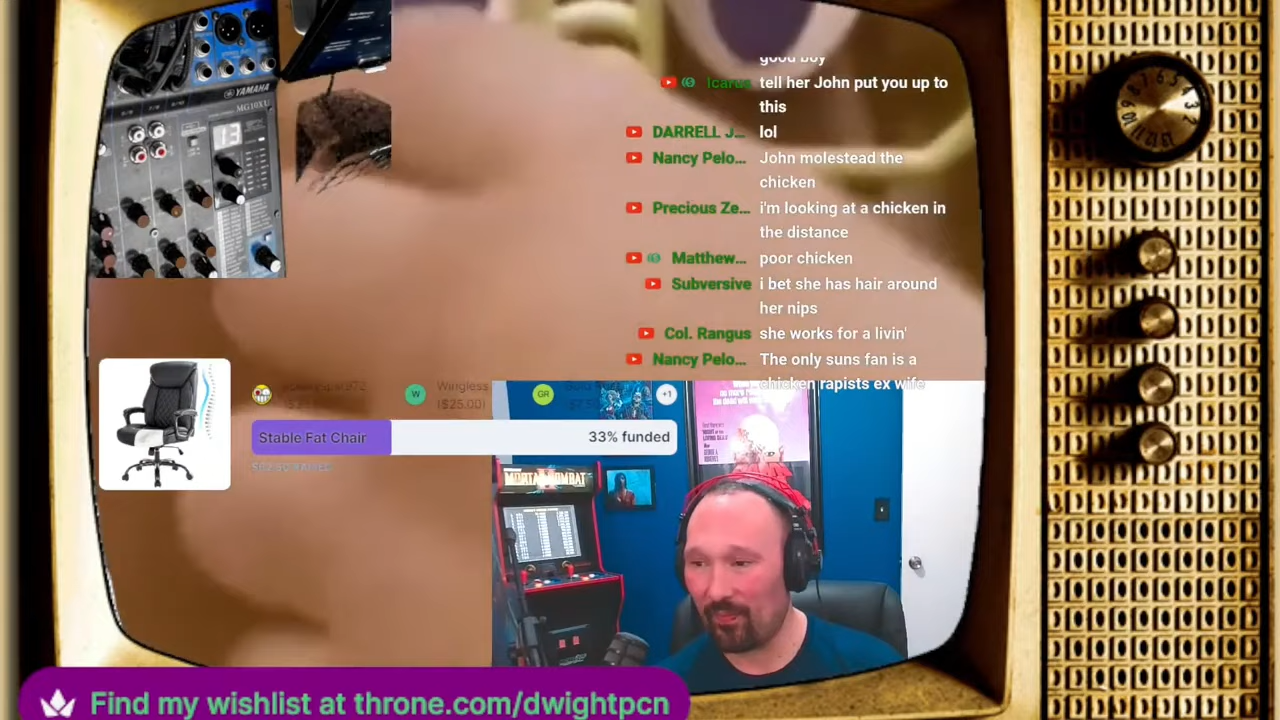 good boy
Icarus tell her John put you up to
this
DARRELL J... lol
Nancy Pelo... John molestead the
chicken
Precious Ze... i'm looking at a chicken in
the distance
Matthew... poor chicken
Subversive i bet she has hair around
her nips
Col. Rangus she works for a livin'
Nancy Pelo... The only suns fan is a
chicken rapists ex wife
YAMAHA
MG10XU
13
W Wingless
($25.00)
GR
+1
Stable Fat Chair 33% funded
MORTAL KOMBAT
Find my wishlist at throne.com/dwightpcn